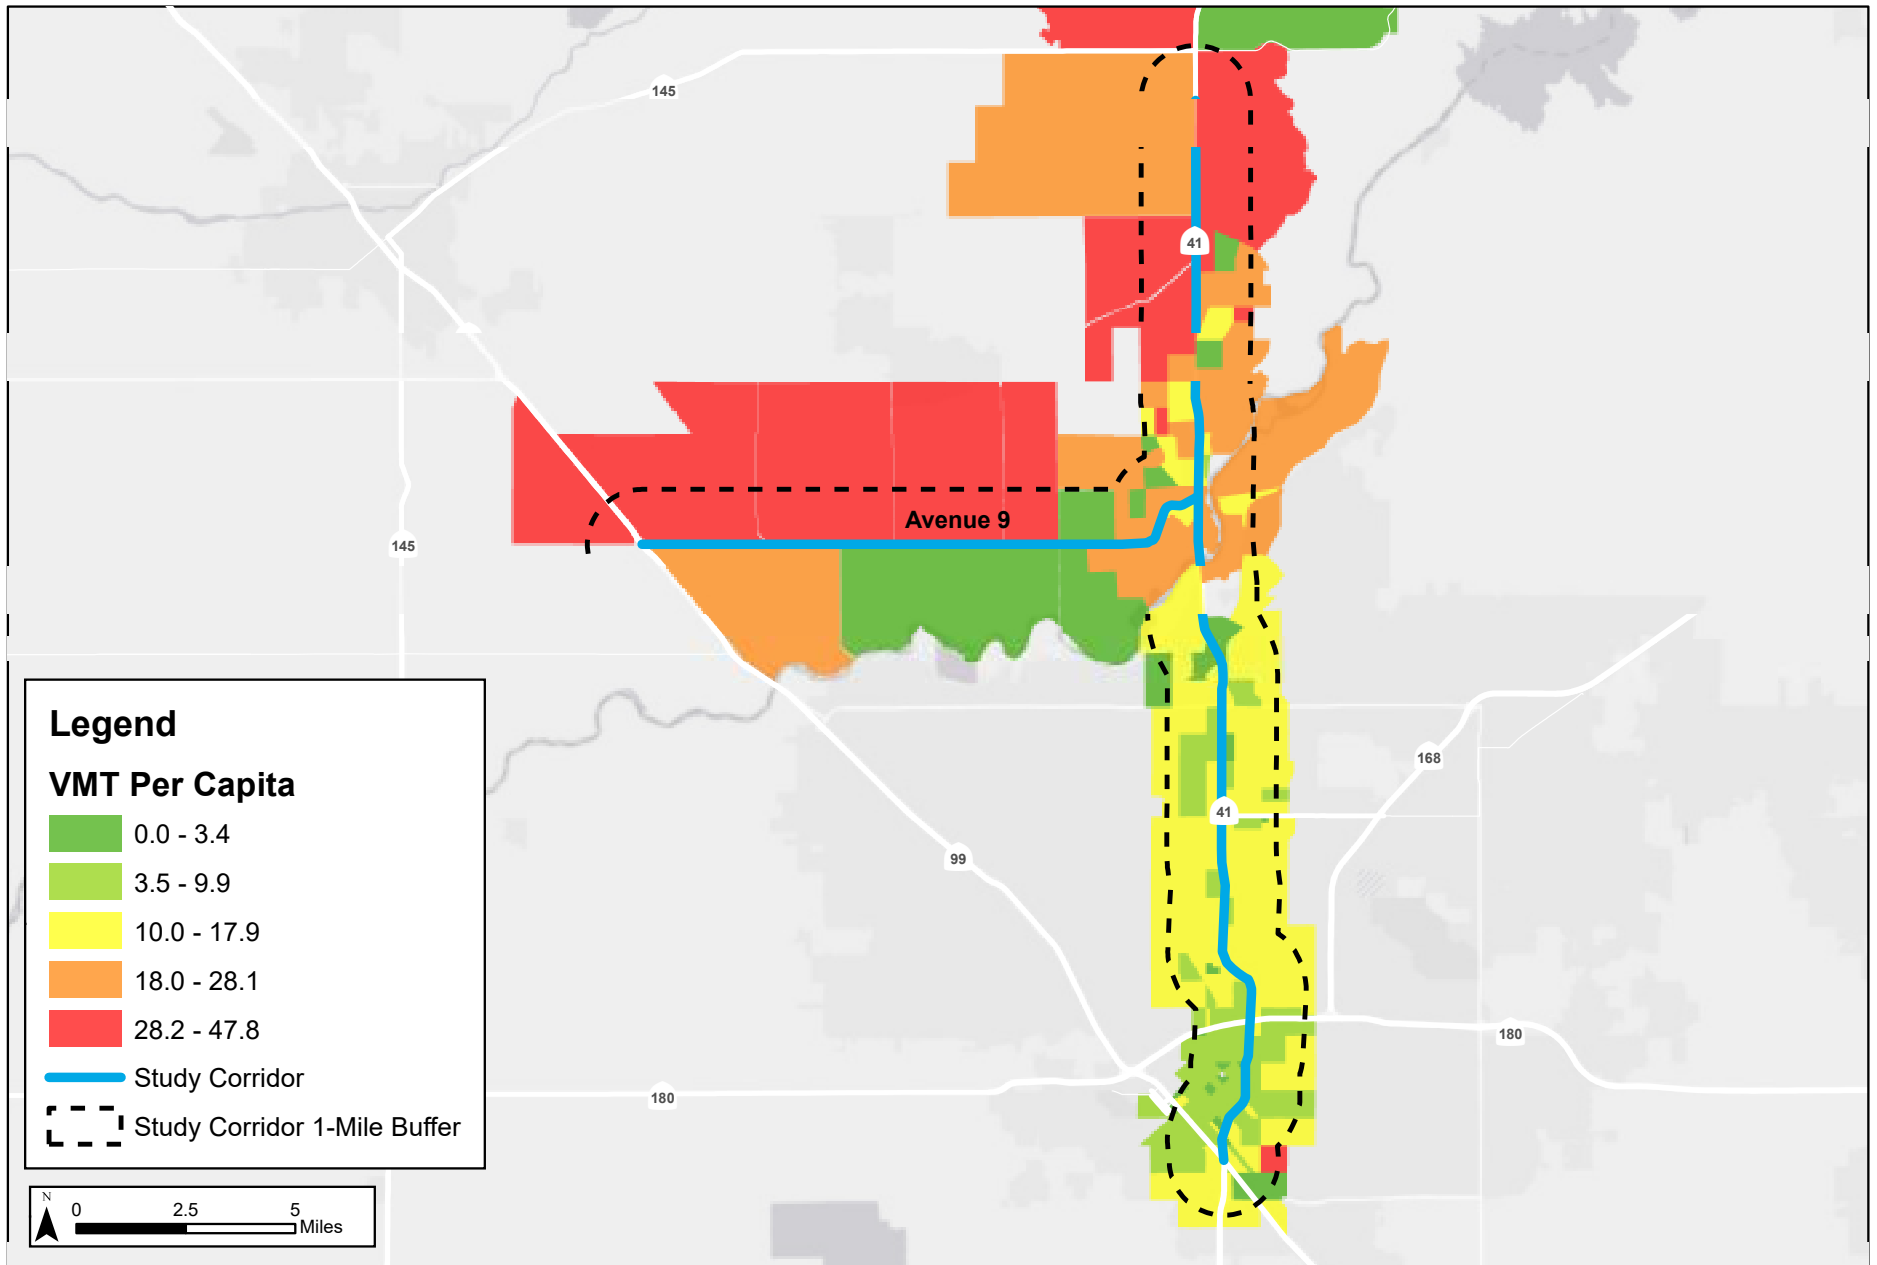 145
41
Avenue 9
145
168
41
99
180
180
Legend
VMT Per Capita
0.0 - 3.4
3.5 - 9.9
10.0 - 17.9
18.0 - 28.1
28.2 - 47.8
Study Corridor
Study Corridor 1-Mile Buffer
N
0 2.5 5
Miles